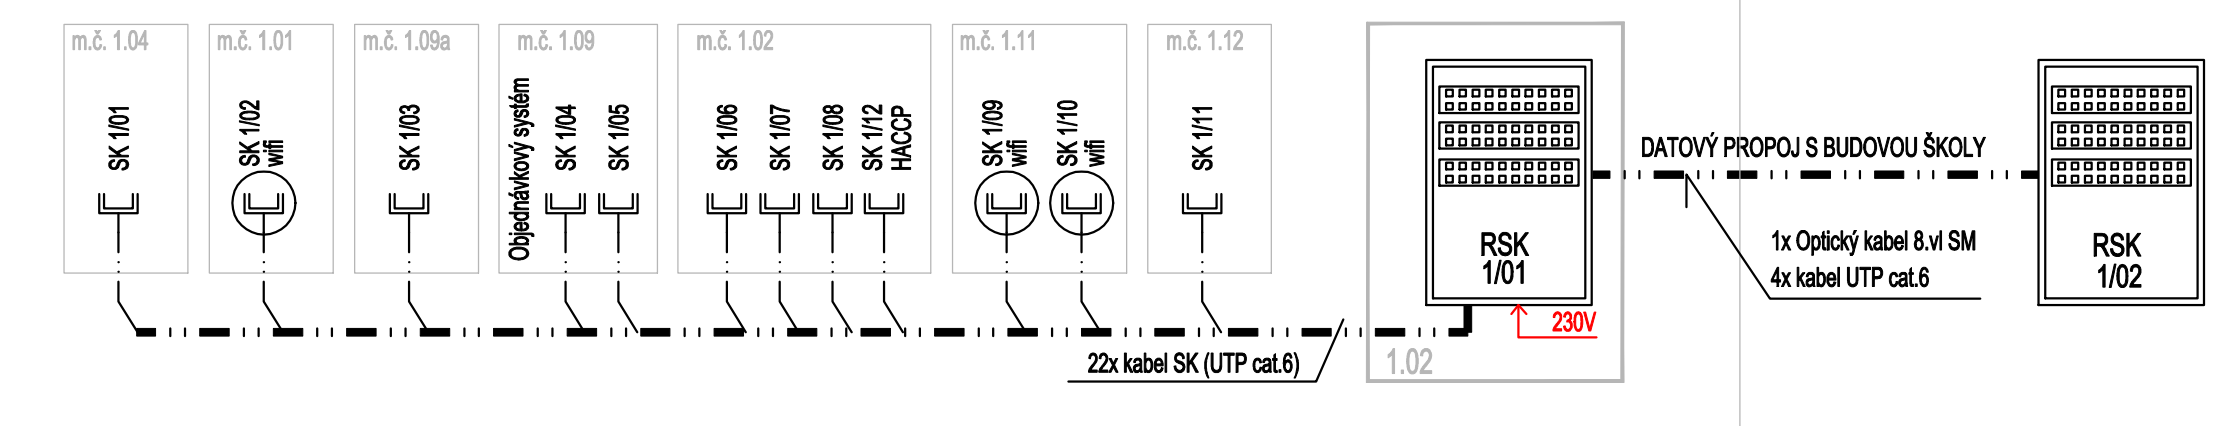 m.č. 1.04
m.č. 1.01
m.č. 1.09a
m.č. 1.09
m.č. 1.02
m.č. 1.11
m.č. 1.12
SK 1/01
SK 1/02
wifi
SK 1/03
Objednávkový systém
SK 1/04
SK 1/05
SK 1/06
SK 1/07
SK 1/08
SK 1/12
HACCP
SK 1/09
wifi
SK 1/10
wifi
SK 1/11
22x kabel SK (UTP cat.6)
RSK
1/01
230V
1.02
DATOVÝ PROPOJ S BUDOVOU ŠKOLY
1x Optický kabel 8.vl SM
4x kabel UTP cat.6
RSK
1/02